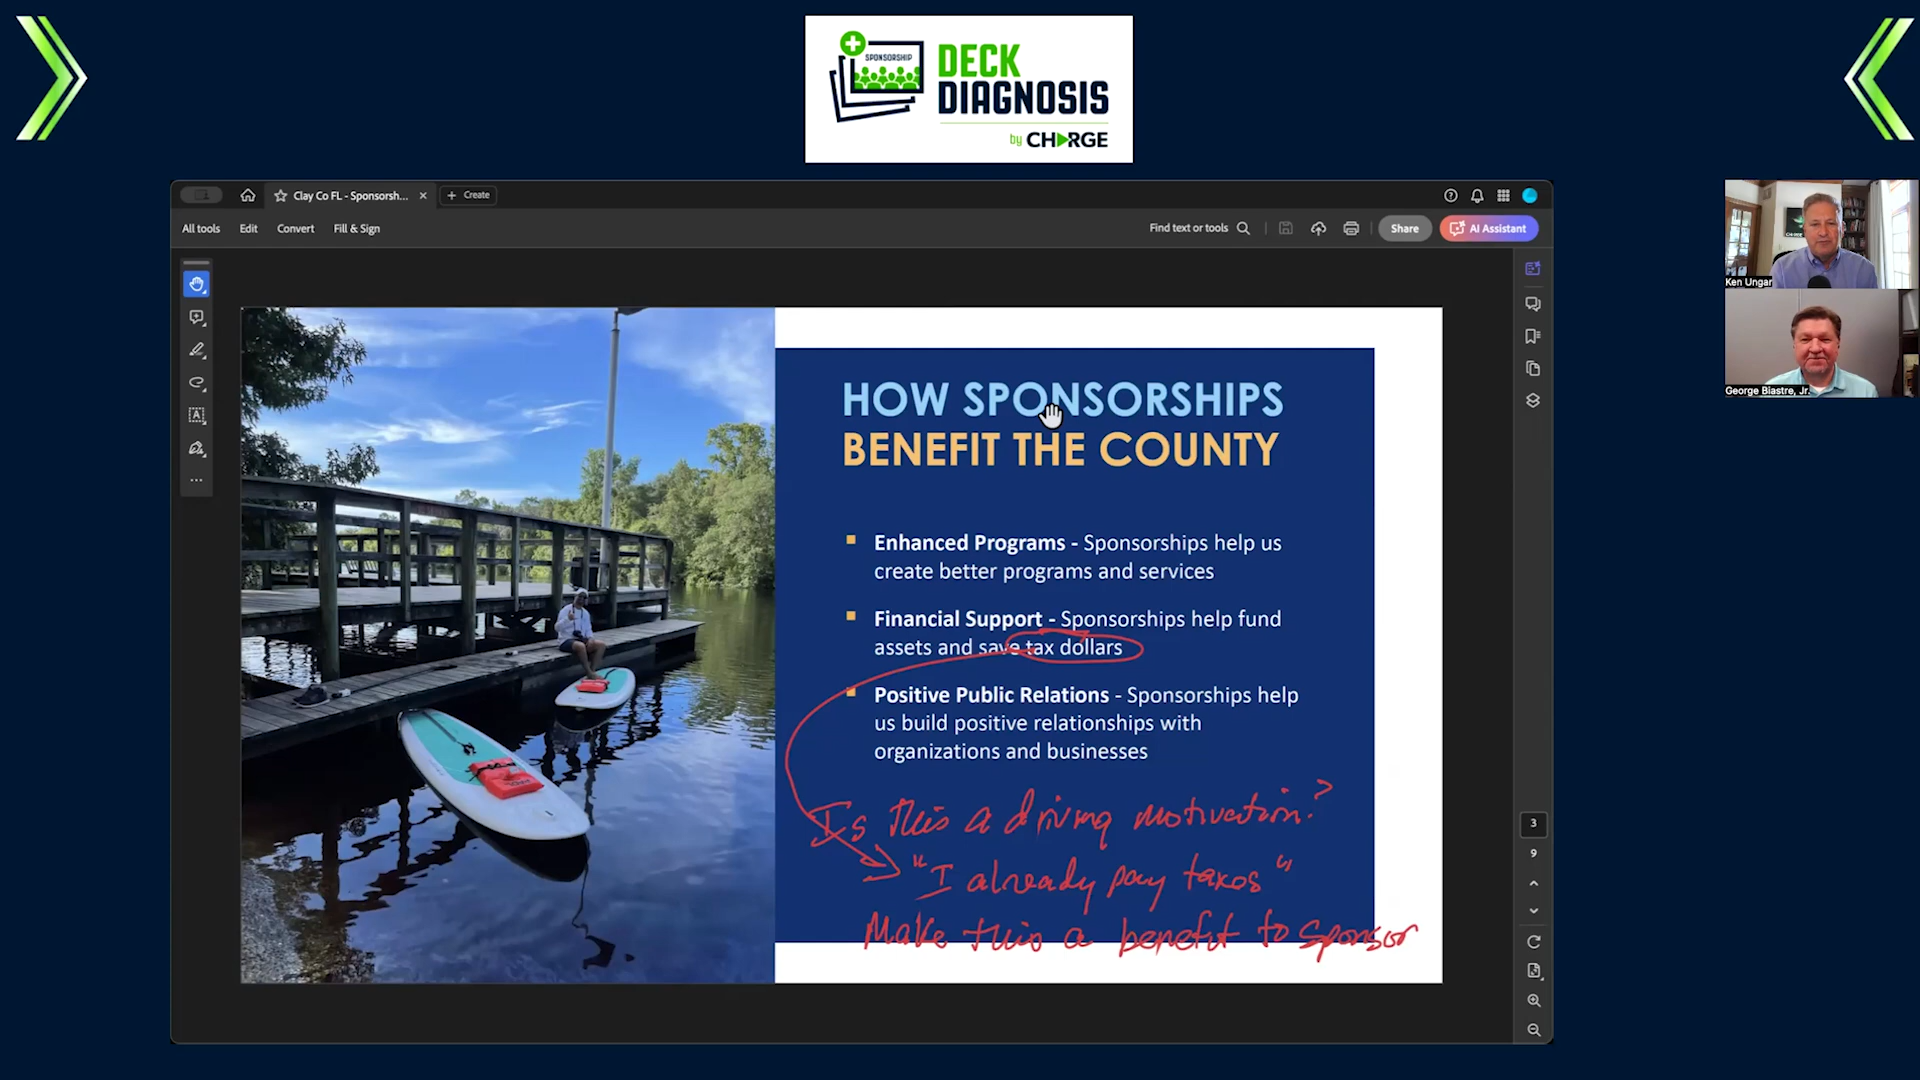 SPONSORSHIP
DECK
DIAGNOSIS
by CHARGE
Clay Co FL - Sponsorsh...
Create
All tools
Edit
Convert
Fill & Sign
Find text or tools
Share
AI Assistant
Ken Ungar
George Biastre, Jr.
HOW SPONSORSHIPS
BENEFIT THE COUNTY
Enhanced Programs - Sponsorships help us
create better programs and services
Financial Support - Sponsorships help fund
assets and save tax dollars
Positive Public Relations - Sponsorships help
us build positive relationships with
organizations and businesses
Is this a driving motivation?
"I already pay taxes"
Make this a benefit to sponsor
3
9